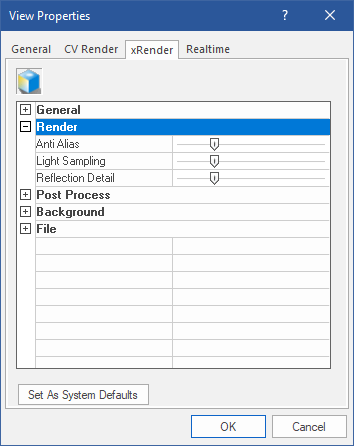 View Properties ? ×
General CV Render xRender Realtime
General
Render
Anti Alias
Light Sampling
Reflection Detail
Post Process
Background
File
Set As System Defaults
OK Cancel